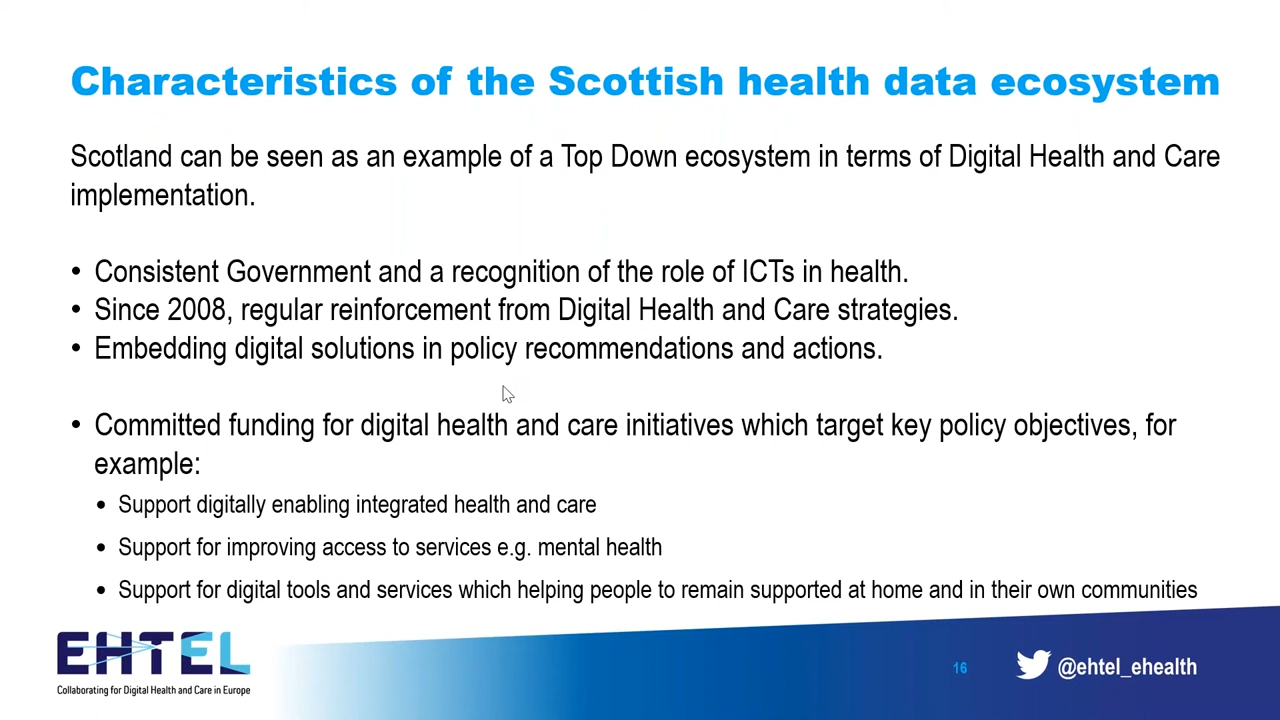 Characteristics of the Scottish health data ecosystem
Scotland can be seen as an example of a Top Down ecosystem in terms of Digital Health and Care
implementation.
• Consistent Government and a recognition of the role of ICTs in health.
• Since 2008, regular reinforcement from Digital Health and Care strategies.
• Embedding digital solutions in policy recommendations and actions.
• Committed funding for digital health and care initiatives which target key policy objectives, for
example:
• Support digitally enabling integrated health and care
• Support for improving access to services e.g. mental health
• Support for digital tools and services which helping people to remain supported at home and in their own communities
EHTEL
Collaborating for Digital Health and Care in Europe
16
@ehtel_ehealth